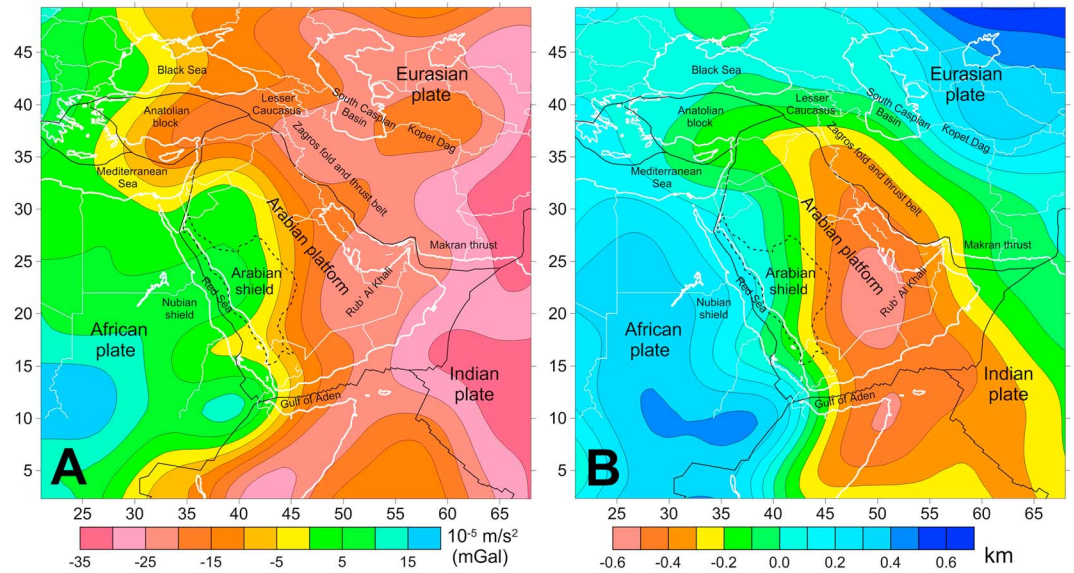 Black Sea
Eurasian
plate
Anatolian
block
Lesser
Caucasus
South Caspian
Basin
Kopet Dag
Zagros fold and thrust belt
Mediterranean
Sea
Arabian platform
Makran thrust
Arabian
shield
Red Sea
Rub` Al Khali
Nubian
shield
African
plate
Indian
plate
Gulf of Aden
A
45
40
35
30
25
20
15
10
5
25 30 35 40 45 50 55 60 65
-35 -25 -15 -5 5 15
10-5 m/s2
(mGal)
Black Sea
Eurasian
plate
Anatolian
block
Lesser
Caucasus
South Caspian
Basin
Kopet Dag
Zagros fold and thrust belt
Mediterranean
Sea
Arabian platform
Makran thrust
Arabian
shield
Red Sea
Rub` Al Khali
Nubian
shield
African
plate
Indian
plate
Gulf of Aden
B
25 30 35 40 45 50 55 60 65
-0.6 -0.4 -0.2 0.0 0.2 0.4 0.6
km